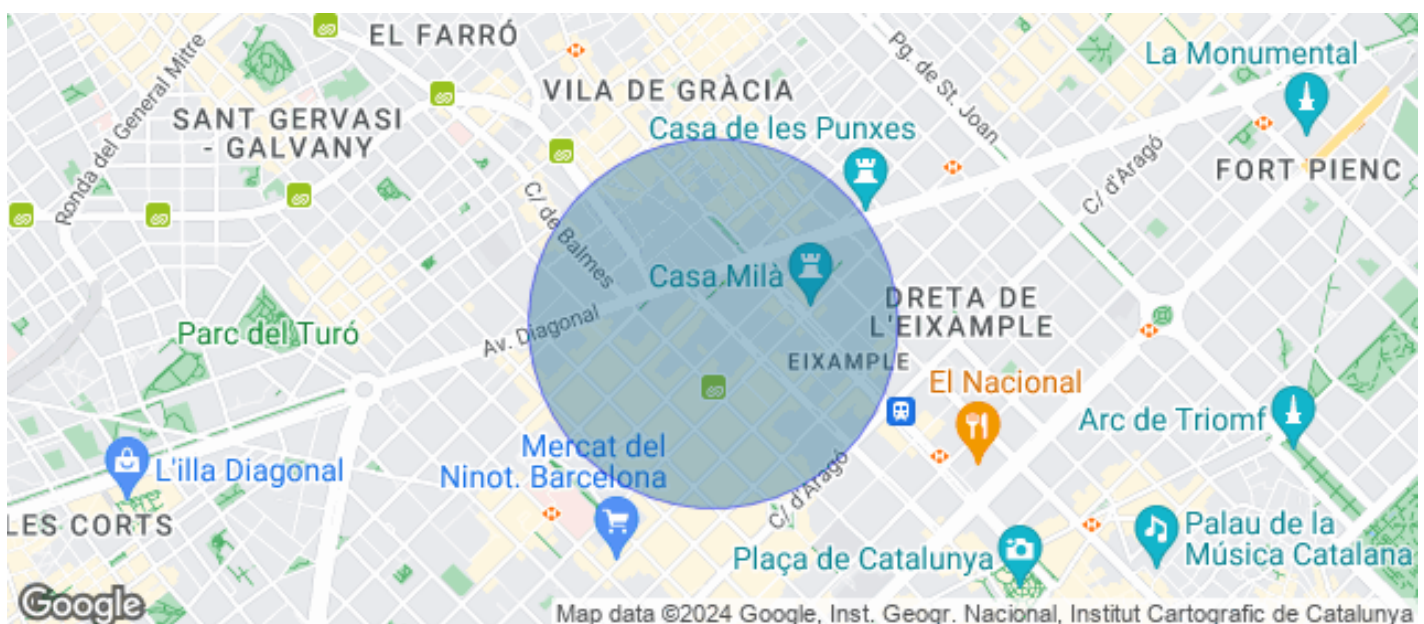 EL FARRÓ
Ronda del General Mitre
SANT GERVASI
- GALVANY
VILA DE GRÀCIA
Pg. de St. Joan
La Monumental
Casa de les Punxes
C/ d'Aragó
FORT PIENC
C/ de Balmes
Casa Milà
DRETA DE
L'EIXAMPLE
Parc del Turó
Av. Diagonal
EIXAMPLE
El Nacional
Arc de Triomf
L'illa Diagonal
Mercat del
Ninot. Barcelona
C/ d'Aragó
LES CORTS
Plaça de Catalunya
Palau de la
Música Catalana
Google
Map data ©2024 Google, Inst. Geogr. Nacional, Institut Cartografic de Catalunya